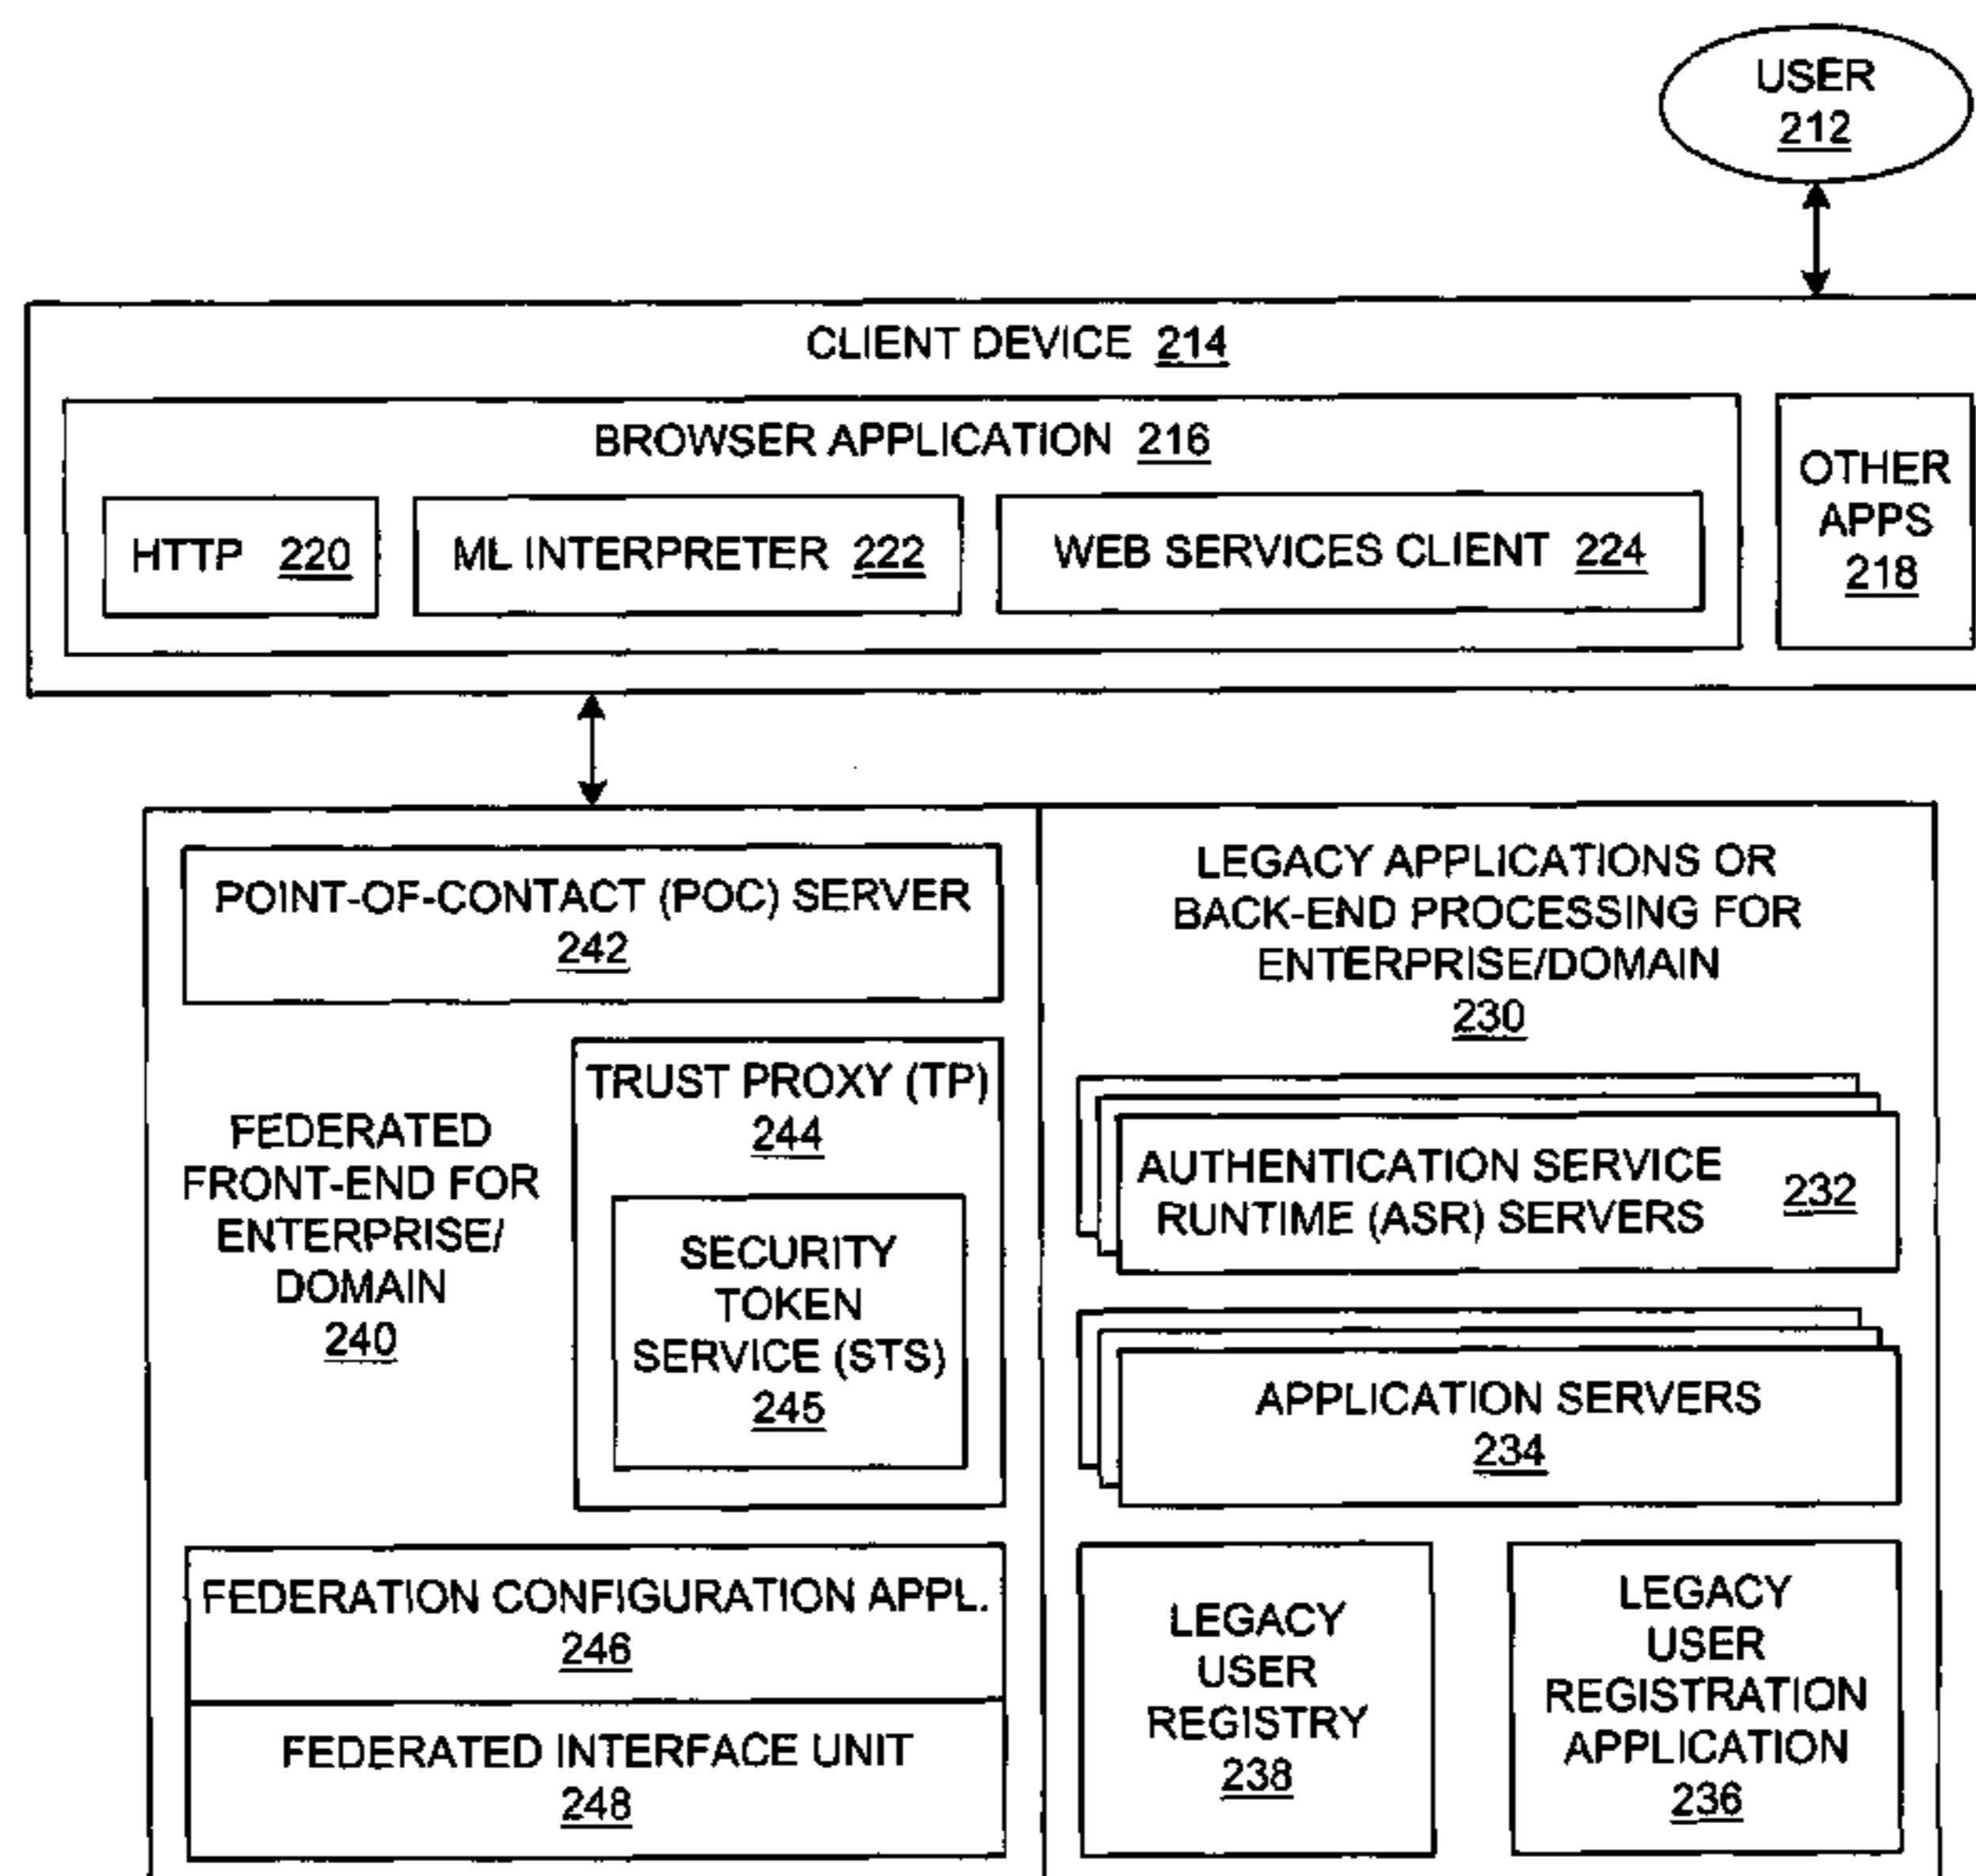 USER
212
CLIENT DEVICE 214
BROWSER APPLICATION 216
HTTP 220
ML INTERPRETER 222
WEB SERVICES CLIENT 224
OTHER
APPS
218
POINT-OF-CONTACT (POC) SERVER
242
FEDERATED
FRONT-END FOR
ENTERPRISE/
DOMAIN
240
TRUST PROXY (TP)
244
SECURITY
TOKEN
SERVICE (STS)
245
FEDERATION CONFIGURATION APPL.
246
FEDERATED INTERFACE UNIT
248
LEGACY APPLICATIONS OR
BACK-END PROCESSING FOR
ENTERPRISE/DOMAIN
230
AUTHENTICATION SERVICE
RUNTIME (ASR) SERVERS
232
APPLICATION SERVERS
234
LEGACY
USER
REGISTRY
238
LEGACY
USER
REGISTRATION
APPLICATION
236